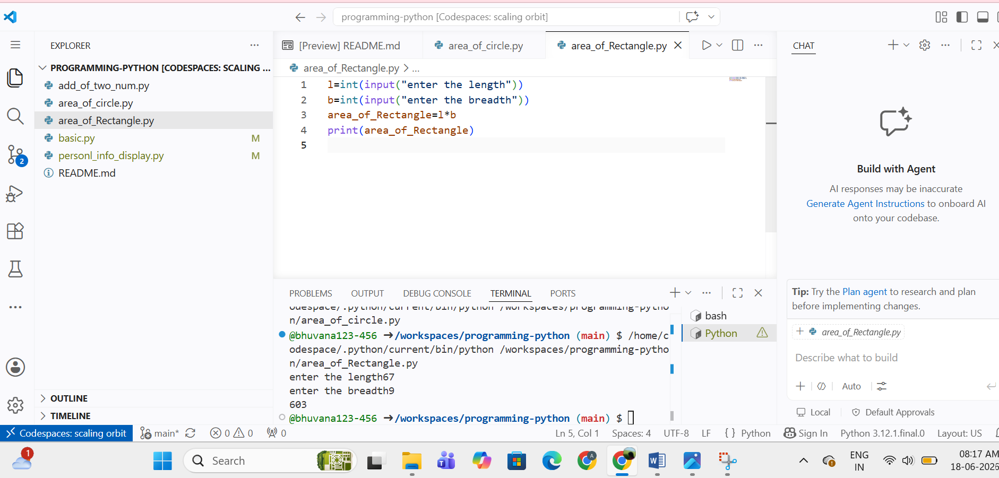 programming-python [Codespaces: scaling orbit]
EXPLORER
PROGRAMMING-PYTHON [CODESPACES: SCALING ...
add_of_two_num.py
area_of_circle.py
area_of_Rectangle.py
basic.py M
personl_info_display.py M
README.md
OUTLINE
TIMELINE
[Preview] README.md
area_of_circle.py
area_of_Rectangle.py
area_of_Rectangle.py > ...
1 l=int(input("enter the length"))
2 b=int(input("enter the breadth"))
3 area_of_Rectangle=l*b
4 print(area_of_Rectangle)
5
PROBLEMS OUTPUT DEBUG CONSOLE TERMINAL PORTS
odespace/.python/current/bin/python /workspaces/programming-pytho
n/area_of_circle.py
@bhuvana123-456 →/workspaces/programming-python (main) $ /home/c
odespace/.python/current/bin/python /workspaces/programming-pytho
n/area_of_Rectangle.py
enter the length67
enter the breadth9
603
@bhuvana123-456 →/workspaces/programming-python (main) $
bash
Python
CHAT
Build with Agent
AI responses may be inaccurate
Generate Agent Instructions to onboard AI
onto your codebase.
Tip: Try the Plan agent to research and plan
before implementing changes.
area_of_Rectangle.py
Describe what to build
Auto
Local Default Approvals
2
Codespaces: scaling orbit main* 0 0 0 Ln 5, Col 1 Spaces: 4 UTF-8 LF { } Python Sign In Python 3.12.1.final.0 Layout: US
1
Search
ENG
IN
08:17 AM
18-06-2026